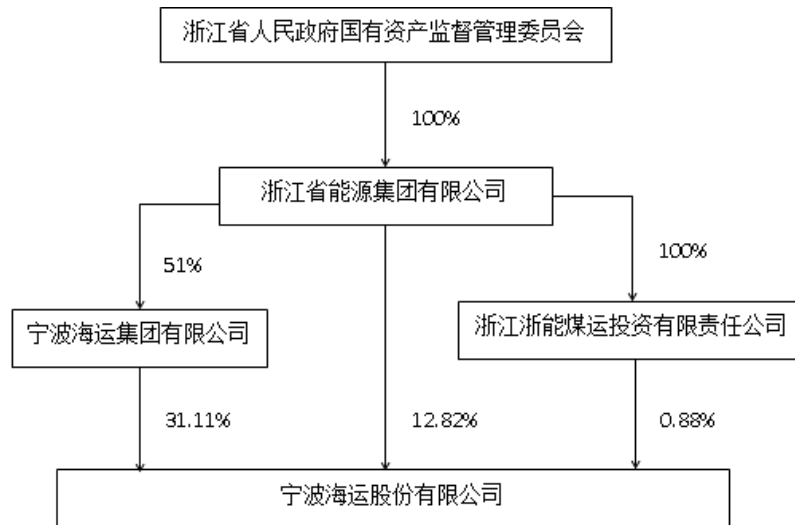 浙江省人民政府国有资产监督管理委员会
100%
浙江省能源集团有限公司
51%
100%
宁波海运集团有限公司
浙江浙能煤运投资有限责任公司
31.11%
12.82%
0.88%
宁波海运股份有限公司